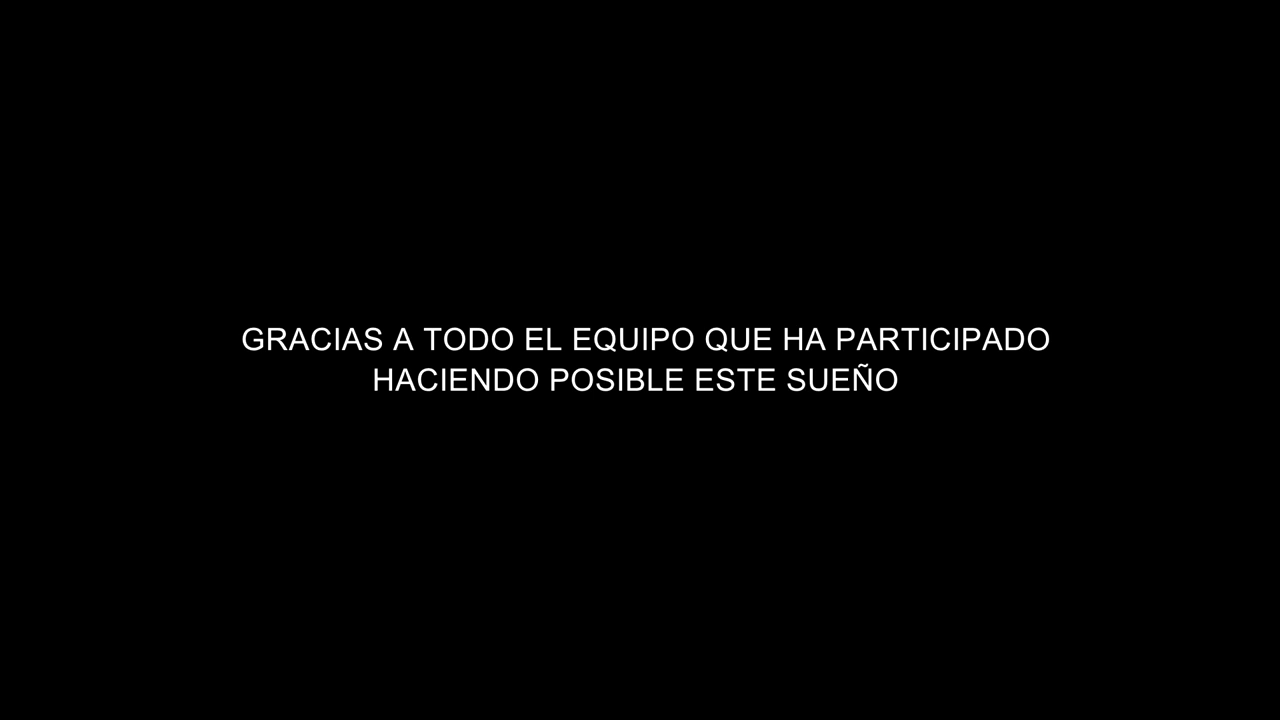 GRACIAS A TODO EL EQUIPO QUE HA PARTICIPADO
HACIENDO POSIBLE ESTE SUEÑO